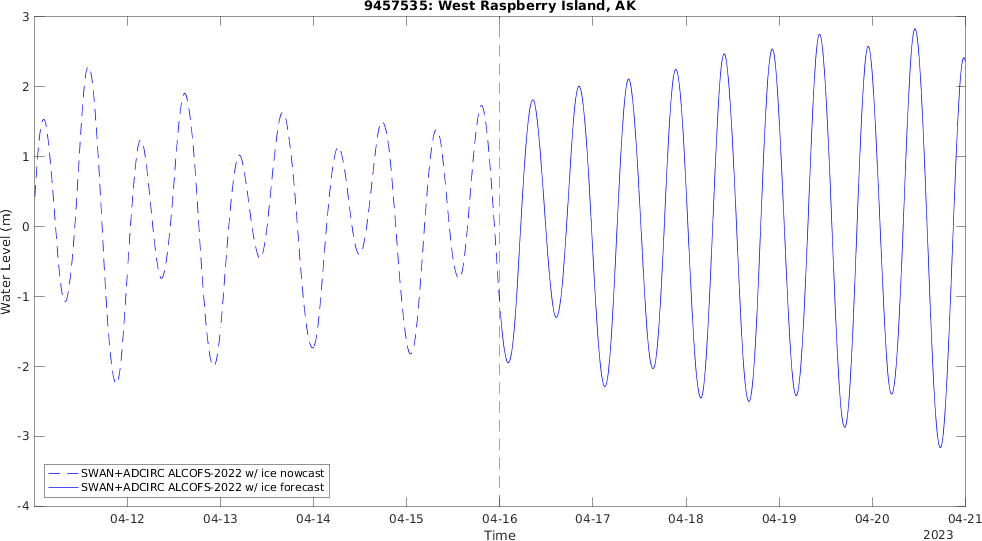 9457535: West Raspberry Island, AK
3
2
1
0
-1
-2
-3
-4
Water Level (m)
SWAN+ADCIRC ALCOFS-2022 w/ ice nowcast
SWAN+ADCIRC ALCOFS-2022 w/ ice forecast
04-12 04-13 04-14 04-15 04-16 04-17 04-18 04-19 04-20 04-21
Time
2023